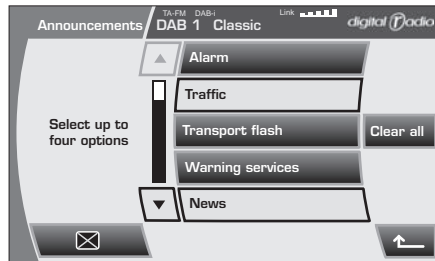 TA-FM DAB-i Link
Announcements DAB 1 Classic digital radio
Alarm
Traffic
Select up to
four options
Transport flash Clear all
Warning services
News